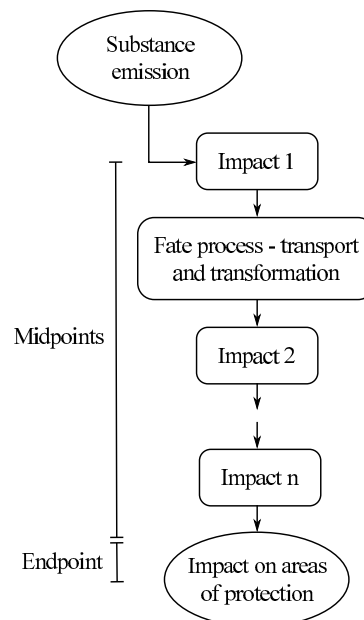 Substance
emission
Impact 1
Fate process - transport
and transformation
Midpoints
Impact 2
Impact n
Endpoint
Impact on areas
of protection